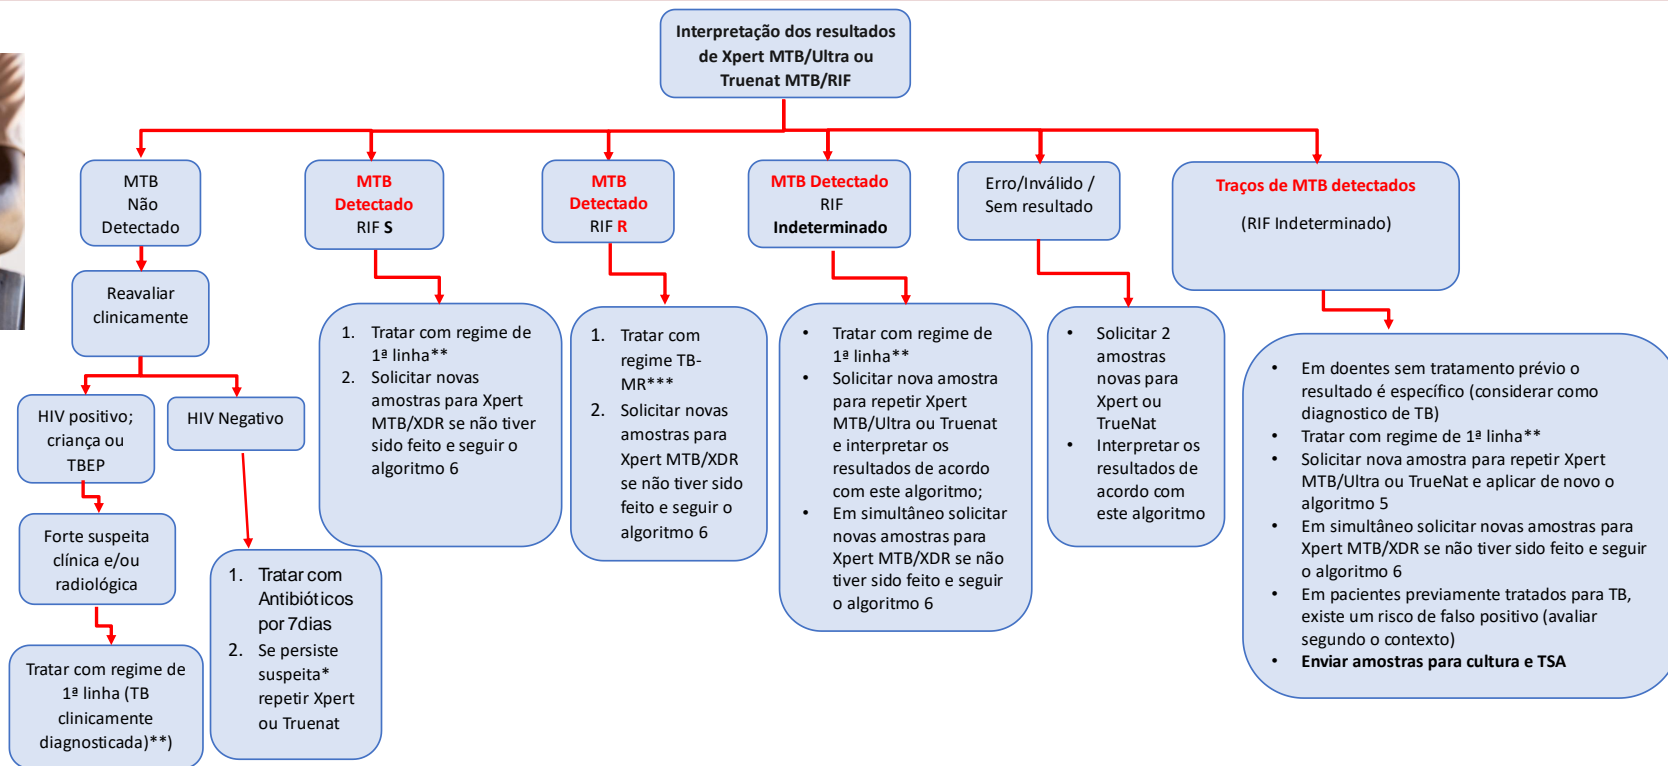 Interpretação dos resultados
de Xpert MTB/Ultra ou
Truenat MTB/RIF
MTB
Não
Detectado
MTB
Detectado
RIF S
MTB
Detectado
RIF R
MTB Detectado
RIF
Indeterminado
Erro/Inválido /
Sem resultado
Traços de MTB detectados
(RIF Indeterminado)
Reavaliar
clinicamente
HIV positivo;
criança ou
TBEP
HIV Negativo
Forte suspeita
clínica e/ou
radiológica
Tratar com regime de
1ª linha (TB
clinicamente
diagnosticada)**)
1. Tratar com
Antibióticos
por 7dias
2. Se persiste
suspeita*
repetir Xpert
ou Truenat
1. Tratar com regime de
1ª linha**
2. Solicitar novas
amostras para Xpert
MTB/XDR se não tiver
sido feito e seguir o
algoritmo 6
1. Tratar com
regime TB-
MR***
2. Solicitar novas
amostras para
Xpert MTB/XDR
se não tiver sido
feito e seguir o
algoritmo 6
• Tratar com regime de
1ª linha**
• Solicitar nova amostra
para repetir Xpert
MTB/Ultra ou Truenat
e interpretar os
resultados de acordo
com este algoritmo;
• Em simultâneo solicitar
novas amostras para
Xpert MTB/XDR se não
tiver sido feito e seguir
o algoritmo 6
• Solicitar 2
amostras
novas para
Xpert ou
TrueNat
• Interpretar os
resultados de
acordo com
este algoritmo
• Em doentes sem tratamento prévio o
resultado é específico (considerar como
diagnostico de TB)
• Tratar com regime de 1ª linha**
• Solicitar nova amostra para repetir Xpert
MTB/Ultra ou TrueNat e aplicar de novo o
algoritmo 5
• Em simultâneo solicitar novas amostras para
Xpert MTB/XDR se não tiver sido feito e seguir
o algoritmo 6
• Em pacientes previamente tratados para TB,
existe um risco de falso positivo (avaliar
segundo o contexto)
• Enviar amostras para cultura e TSA